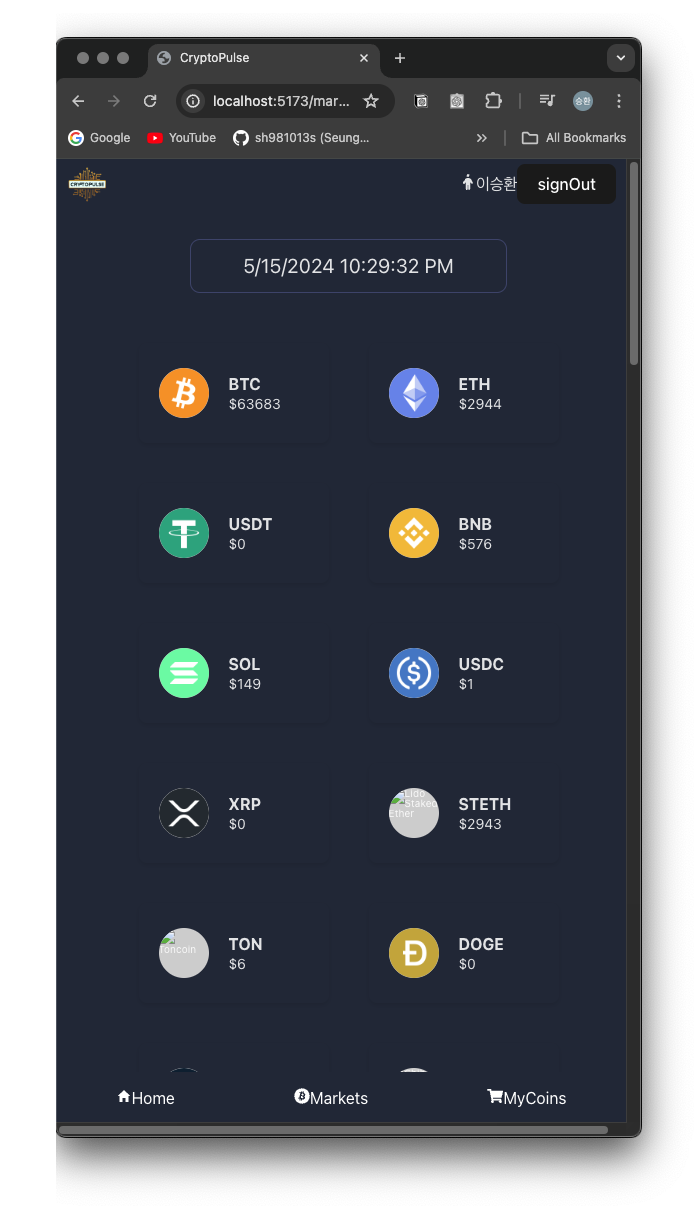 CryptoPulse
localhost:5173/mar...
승환
Google
YouTube
sh981013s (Seung...
All Bookmarks
CRYPTOPULSE
이승환
signOut
5/15/2024 10:29:32 PM
BTC
$63683
ETH
$2944
USDT
$0
BNB
$576
SOL
$149
USDC
$1
XRP
$0
Lido
Staked
Ether
STETH
$2943
Toncoin
TON
$6
DOGE
$0
Home
Markets
MyCoins